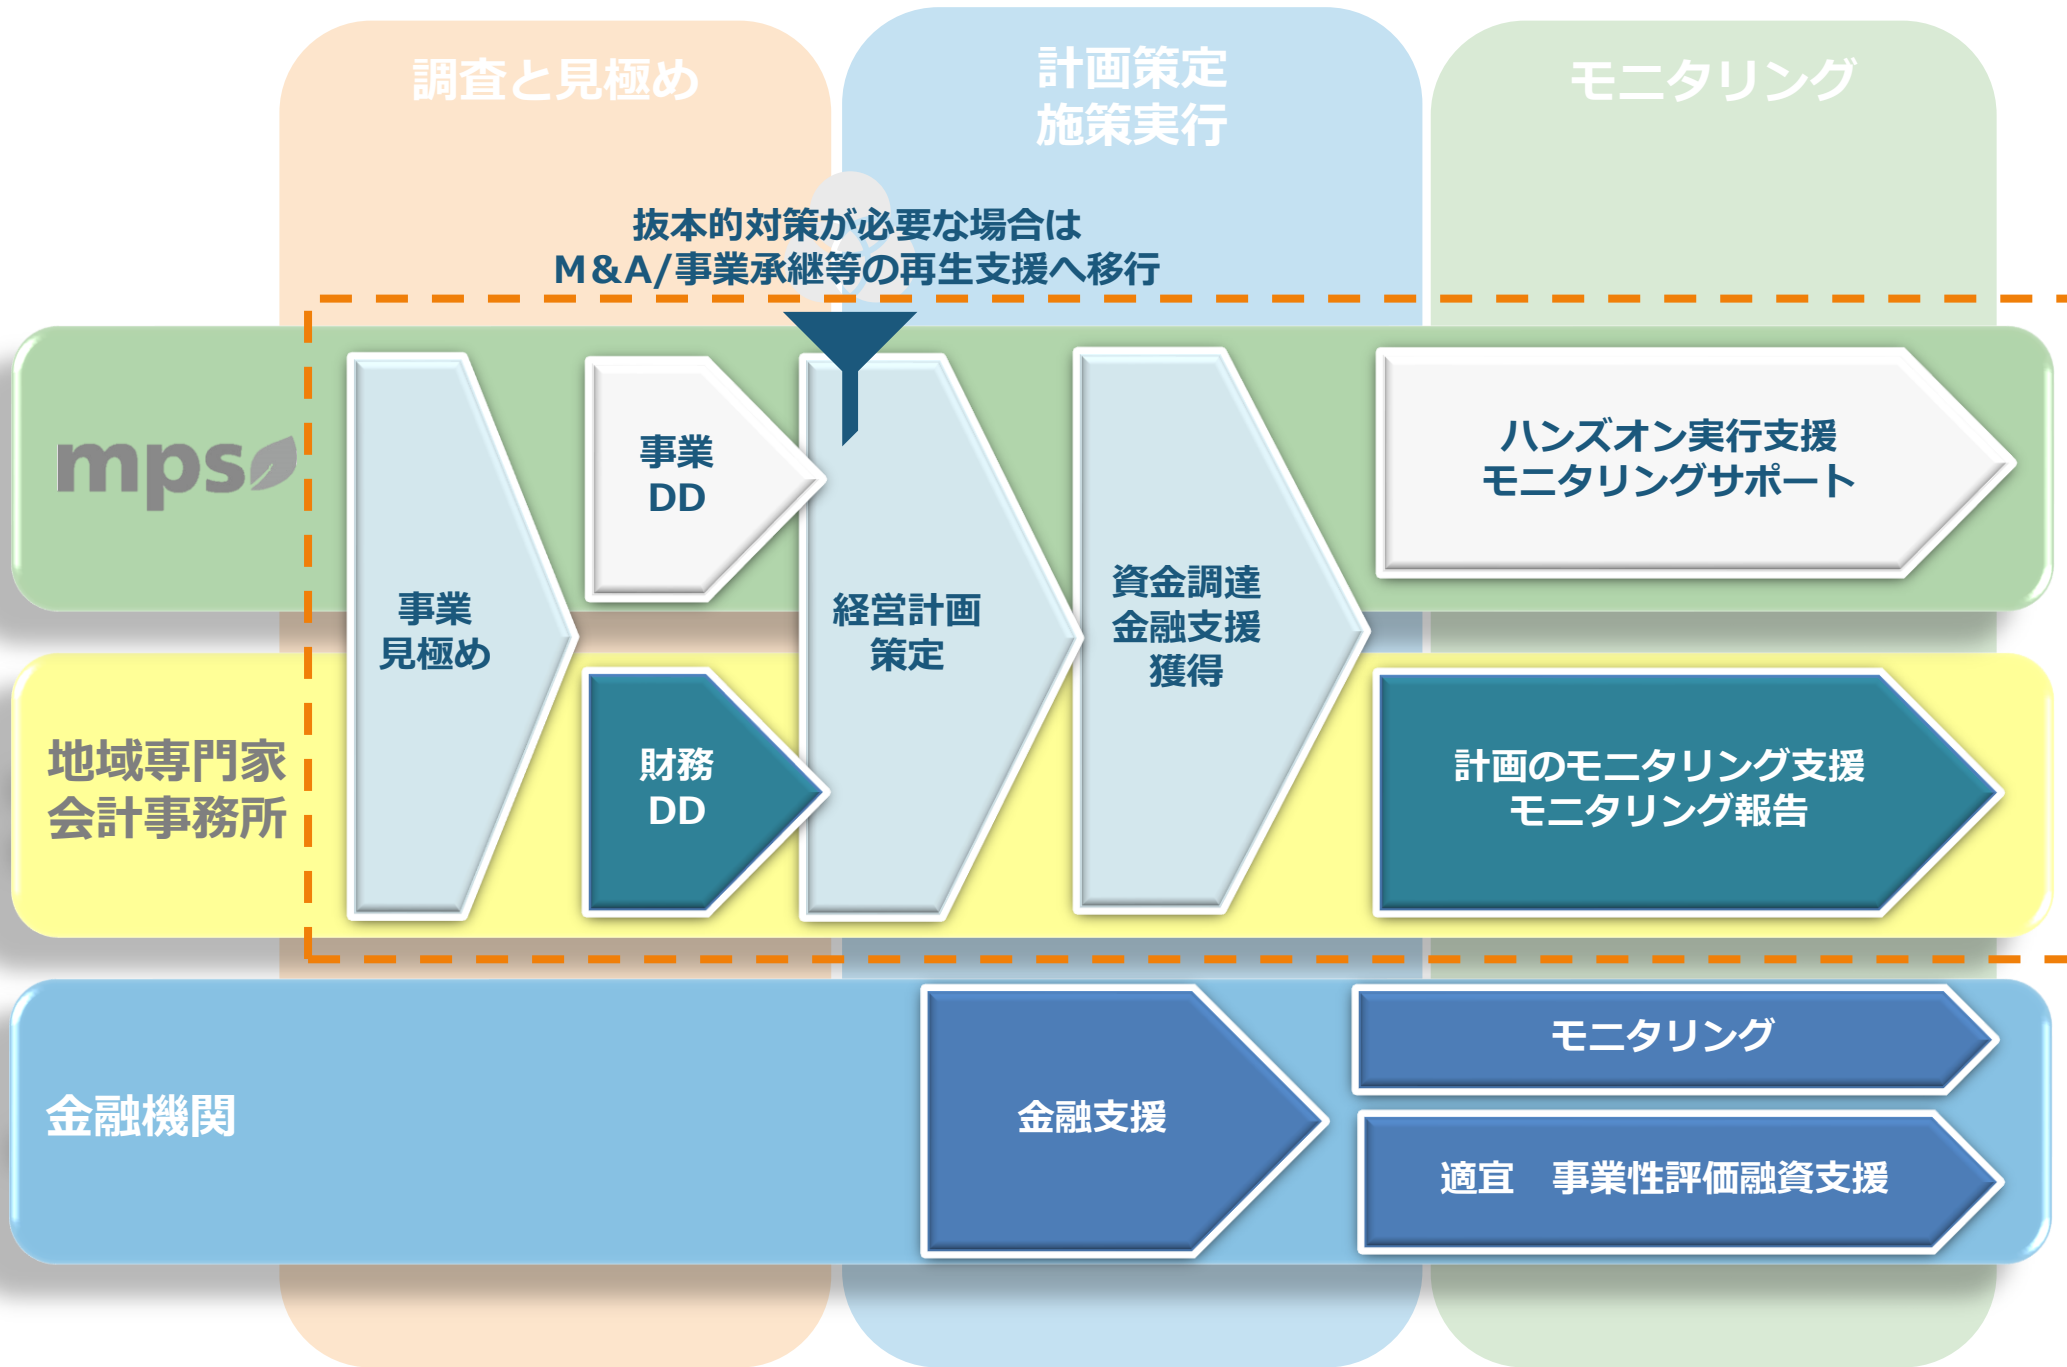 調査と見極め
計画策定
施策実行
モニタリング
抜本的対策が必要な場合は
M&A/事業承継等の再生支援へ移行
mps
事業
見極め
事業
DD
経営計画
策定
資金調達
金融支援
獲得
ハンズオン実行支援
モニタリングサポート
地域専門家
会計事務所
財務
DD
計画のモニタリング支援
モニタリング報告
金融機関
金融支援
モニタリング
適宜　事業性評価融資支援